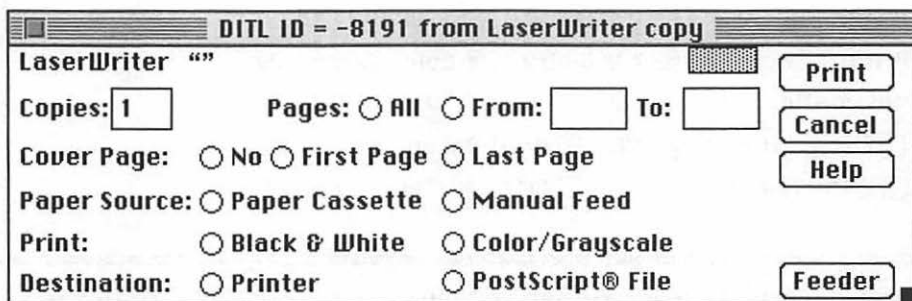 DITL ID = -8191 from LaserWriter copy
LaserWriter “” Print
Copies: 1 Pages: All From: To: Cancel
Cover Page: No First Page Last Page Help
Paper Source: Paper Cassette Manual Feed
Print: Black & White Color/Grayscale
Destination: Printer PostScript® File Feeder